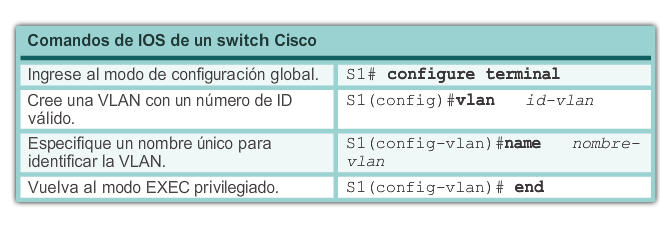 Comandos de IOS de un switch Cisco
Ingrese al modo de configuración global.
S1# configure terminal
Cree una VLAN con un número de ID
válido.
S1(config)#vlan id-vlan
Especifique un nombre único para
identificar la VLAN.
S1(config-vlan)#name nombre-
vlan
Vuelva al modo EXEC privilegiado.
S1(config-vlan)# end